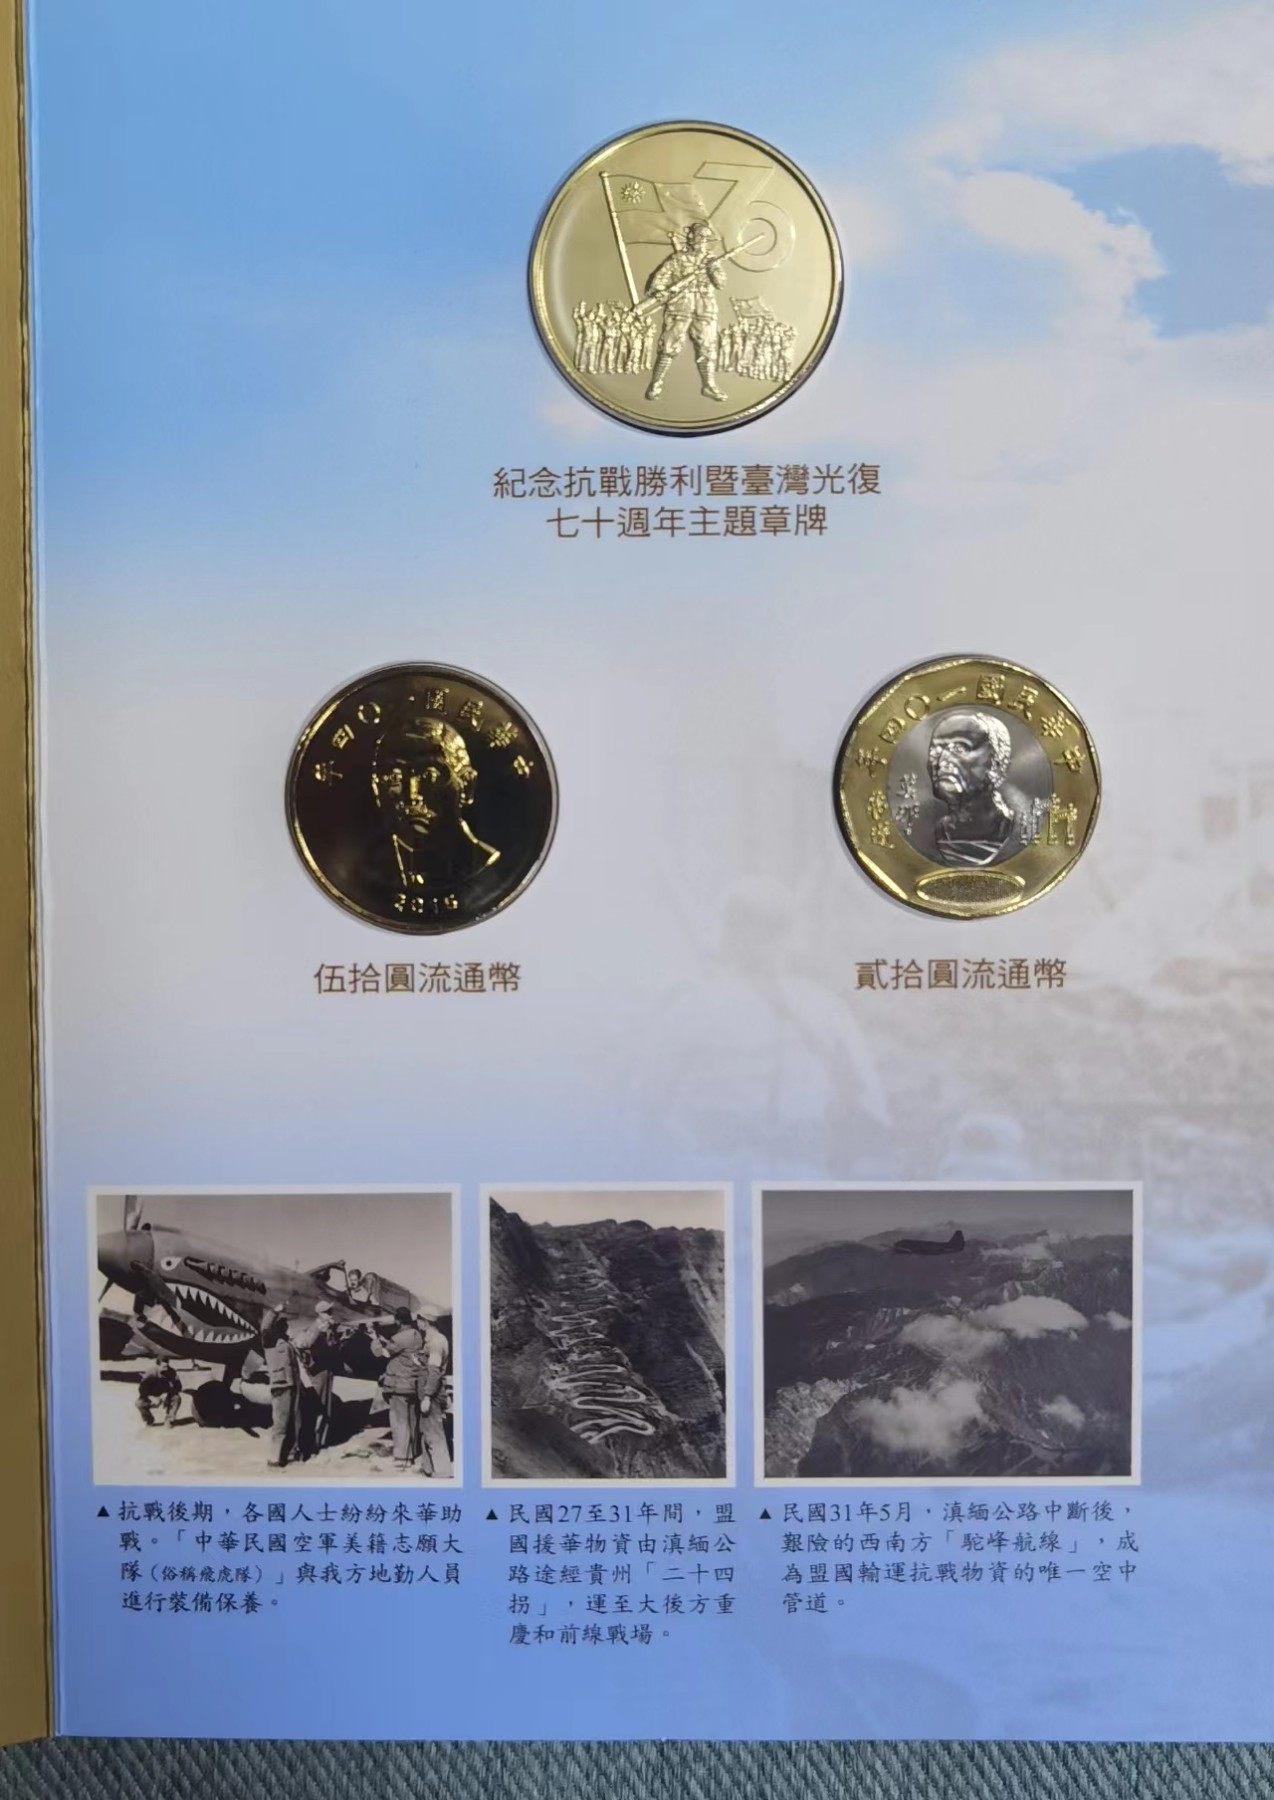 70
紀念抗戰勝利暨臺灣光復
七十週年主題章牌
年四〇一國民華中
2015
伍拾圓流通幣
年四〇一國民華中
莫那
魯道
貳拾圓流通幣
▲抗戰後期，各國人士紛紛來華助
戰。「中華民國空軍美籍志願大
隊（俗稱飛虎隊）」與我方地勤人員
進行裝備保養。
▲民國27至31年間，盟
國援華物資由滇緬公
路途經貴州「二十四
拐」，運至大後方重
慶和前線戰場。
▲民國31年5月，滇緬公路中斷後，
艱險的西南方「駝峰航線」，成
為盟國輸運抗戰物資的唯一空中
管道。